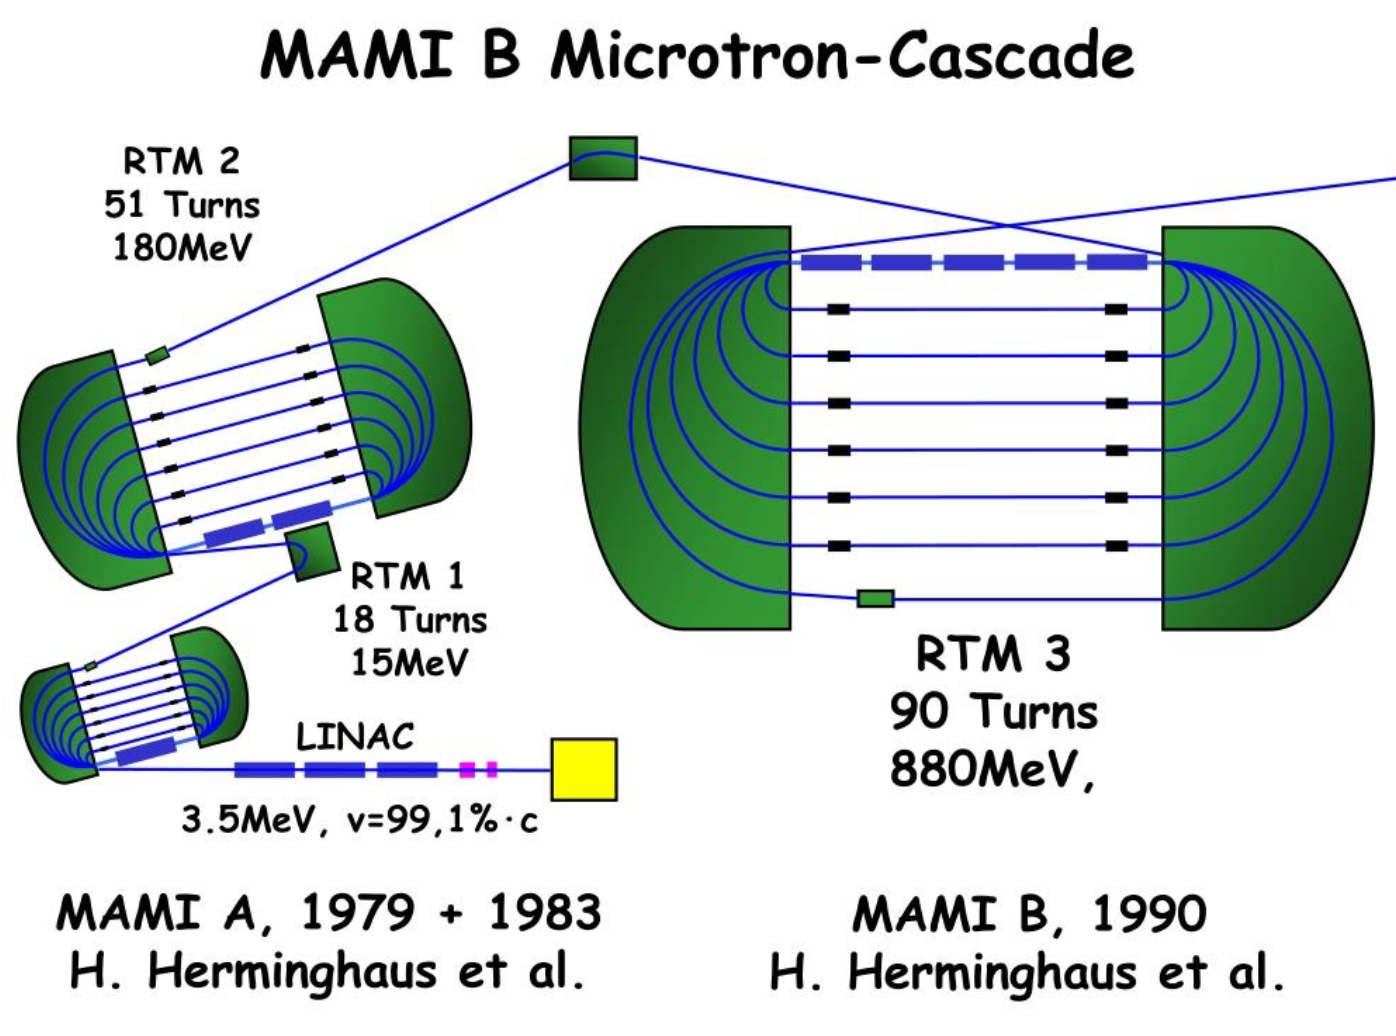 MAMI B Microtron-Cascade
RTM 2
51 Turns
180MeV
RTM 1
18 Turns
15MeV
LINAC
3.5MeV, v=99,1%·c
RTM 3
90 Turns
880MeV,
MAMI A, 1979 + 1983
H. Herminghaus et al.
MAMI B, 1990
H. Herminghaus et al.